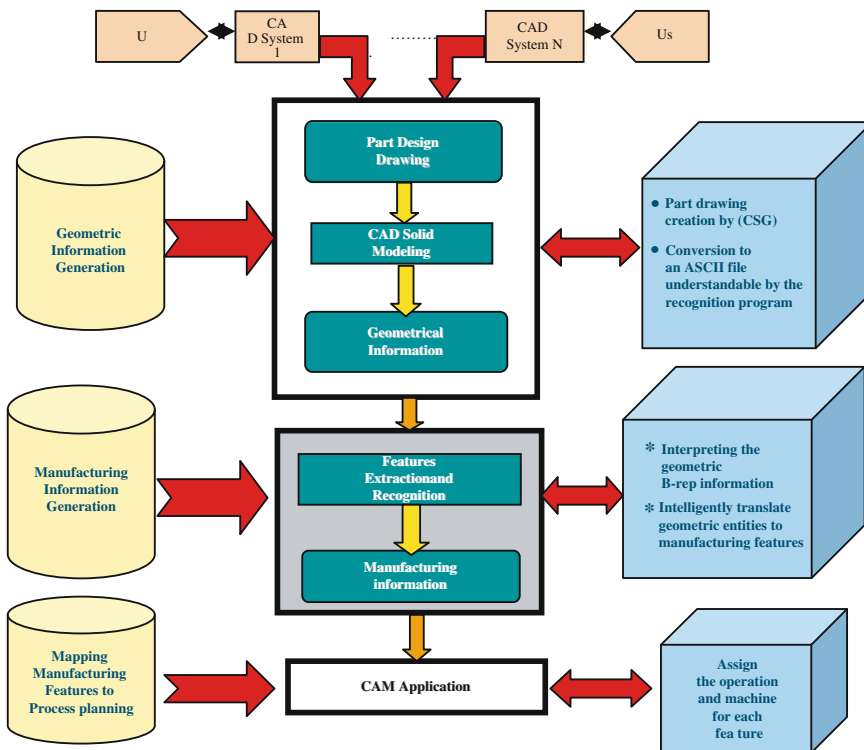 U
CA
D System
1
.........
.
CAD
System N
Us
Part Design
Drawing
CAD Solid
Modeling
Geometrical
Information
Geometric
Information
Generation
• Part drawing
creation by (CSG)
• Conversion to
an ASCII file
understandable by the
recognition program
Features
Extractionand
Recognition
Manufacturing
information
Manufacturing
Information
Generation
* Interpreting the
geometric
B-rep information
* Intelligently translate
geometric entities to
manufacturing features
Mapping
Manufacturing
Features to
Process planning
CAM Application
Assign
the operation
and machine
for each
fea ture